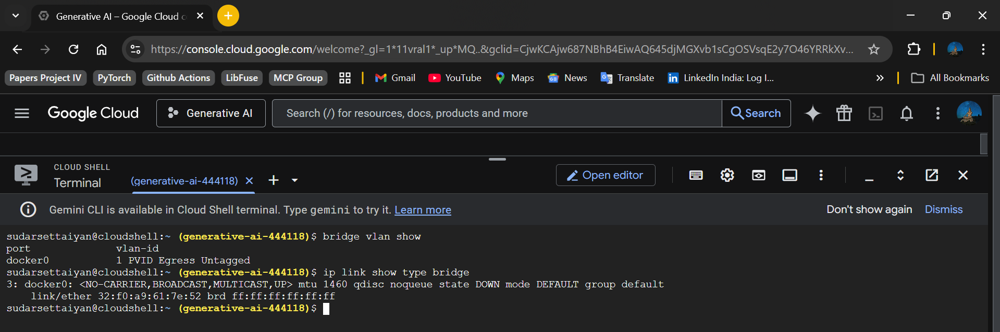 Generative AI – Google Cloud c
https://console.cloud.google.com/welcome?_gl=1*11vral1*_up*MQ..&gclid=CjwKCAjw687NBhB4EiwAQ645djMGXvb1sCgOSVsqE2y7O46YRRkXv...
Papers Project IV PyTorch Github Actions LibFuse MCP Group Gmail YouTube Maps News Translate LinkedIn India: Log I... » All Bookmarks
Google Cloud Generative AI Search (/) for resources, docs, products and more Search
CLOUD SHELL
Terminal (generative-ai-444118) Open editor
Gemini CLI is available in Cloud Shell terminal. Type gemini to try it. Learn more Don't show again Dismiss
sudarsettaiyan@cloudshell:~ (generative-ai-444118)$ bridge vlan show
port vlan-id
docker0 1 PVID Egress Untagged
sudarsettaiyan@cloudshell:~ (generative-ai-444118)$ ip link show type bridge
3: docker0: <NO-CARRIER,BROADCAST,MULTICAST,UP> mtu 1460 qdisc noqueue state DOWN mode DEFAULT group default
link/ether 32:f0:a9:61:7e:52 brd ff:ff:ff:ff:ff:ff
sudarsettaiyan@cloudshell:~ (generative-ai-444118)$